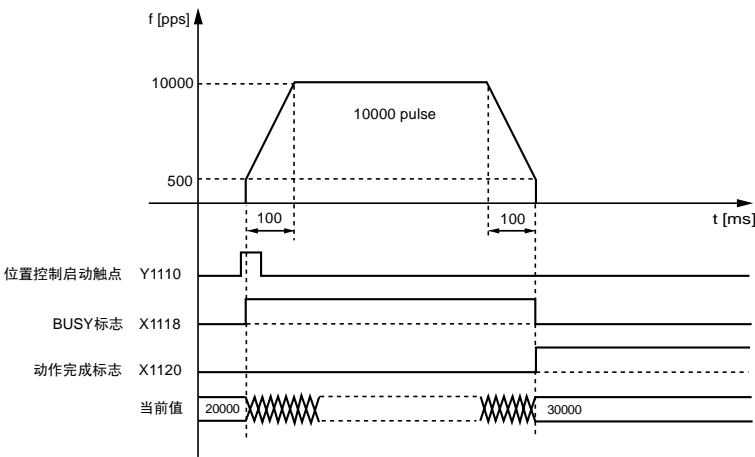 f [pps]
10000
10000 pulse
500
100
100
t [ms]
位置控制启动触点 Y1110
BUSY标志 X1118
动作完成标志 X1120
当前值 20000 30000